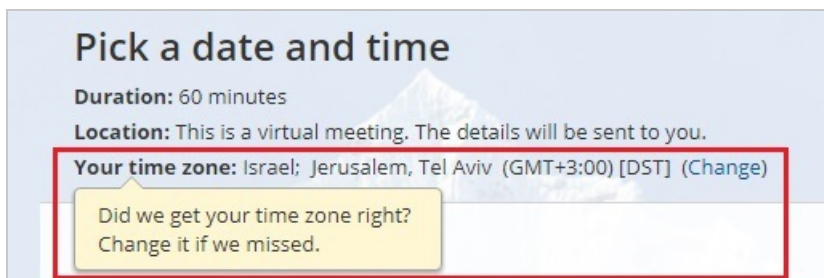 Pick a date and time
Duration: 60 minutes
Location: This is a virtual meeting. The details will be sent to you.
Your time zone: Israel;  Jerusalem, Tel Aviv  (GMT+3:00) [DST]  (Change)
Did we get your time zone right?
Change it if we missed.